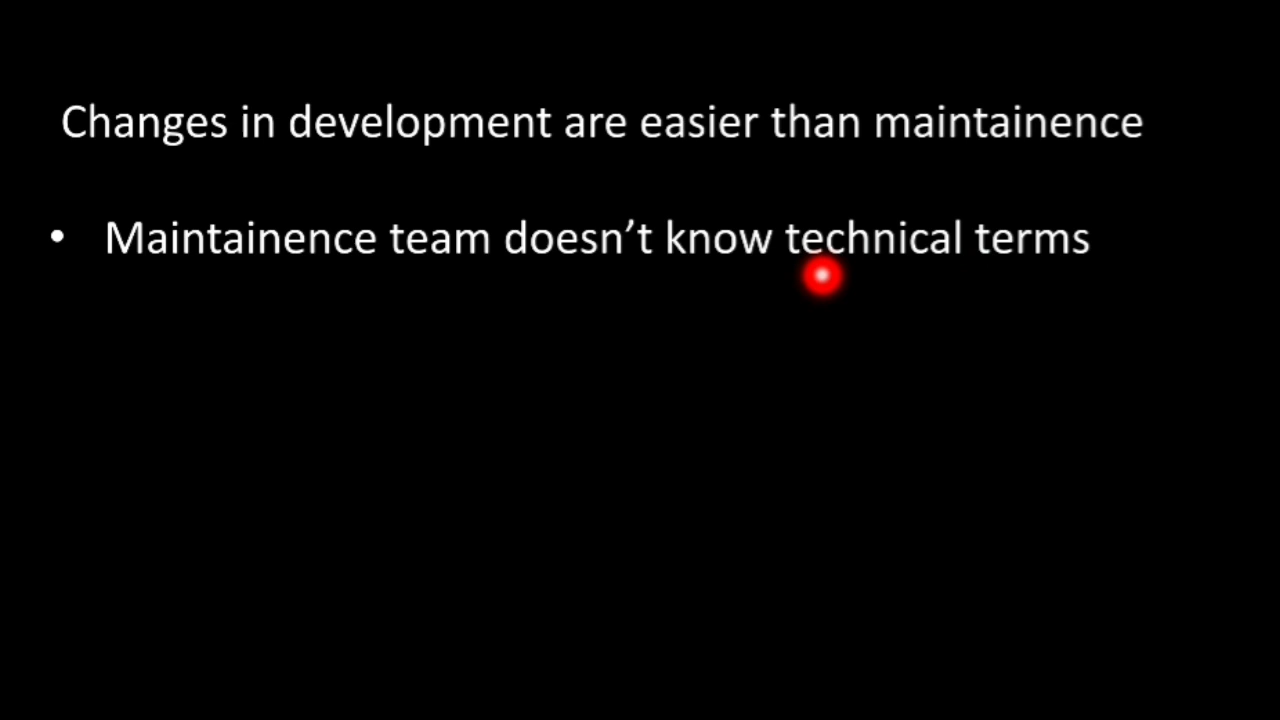 Changes in development are easier than maintainence
• Maintainence team doesn’t know technical terms